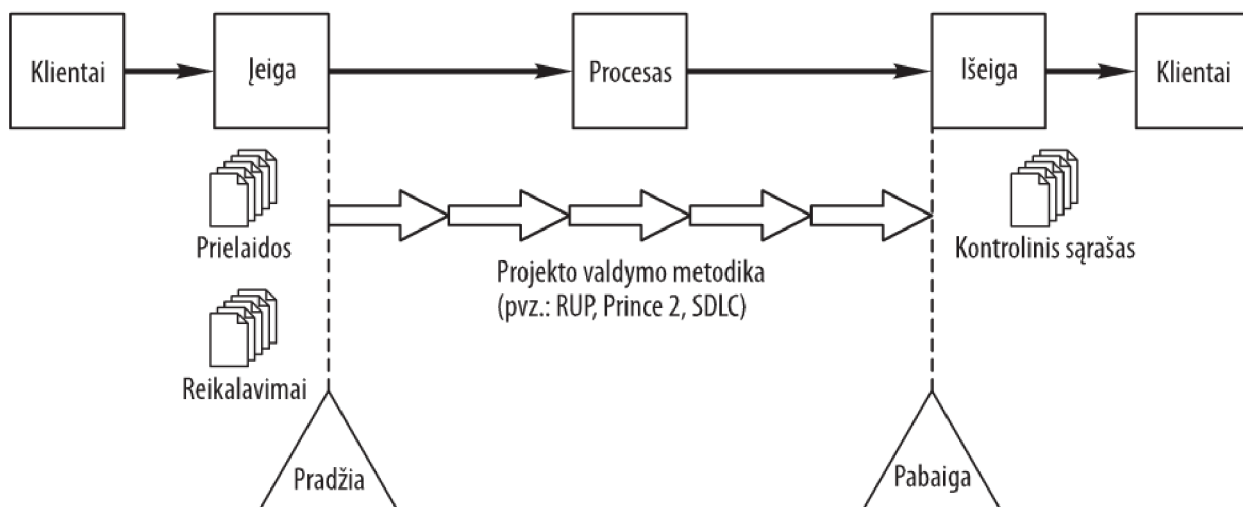 Klientai
Įeiga
Procesas
Išeiga
Klientai
Prielaidos
Kontrolinis sąrašas
Projekto valdymo metodika
(pvz.: RUP, Prince 2, SDLC)
Reikalavimai
Pradžia
Pabaiga